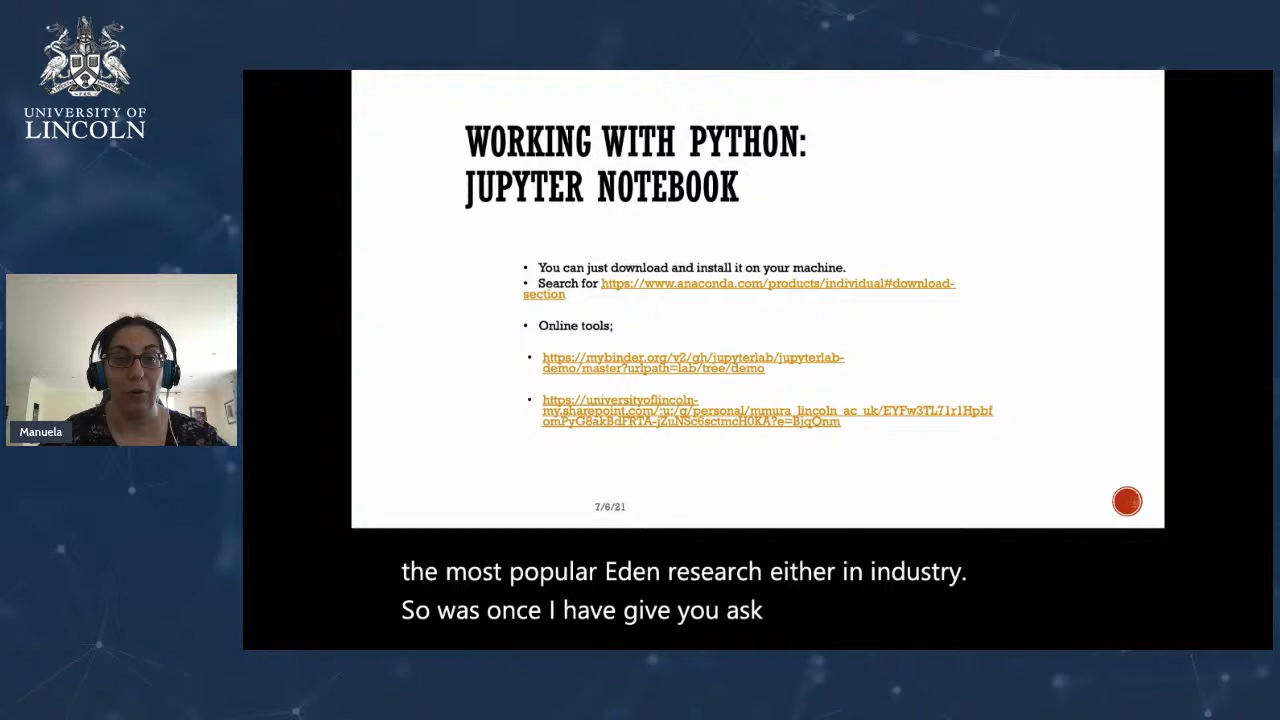 UNIVERSITY OF
LINCOLN
WORKING WITH PYTHON:
JUPYTER NOTEBOOK
• You can just download and install it on your machine.
• Search for https://www.anaconda.com/products/individual#download-
section
• Online tools;
• https://mybinder.org/v2/gh/jupyterlab/jupyterlab-
demo/master?urlpath=lab/tree/demo
• https://universityoflincoln-
my.sharepoint.com/:u:/g/personal/mmura_lincoln_ac_uk/EYFw3TL71r1Hpbf
omPyG8akBdFRTA-jZuNSc6sctmcH0KA?e=BjqQnm
Manuela
7/6/21
the most popular Eden research either in industry.
So was once I have give you ask